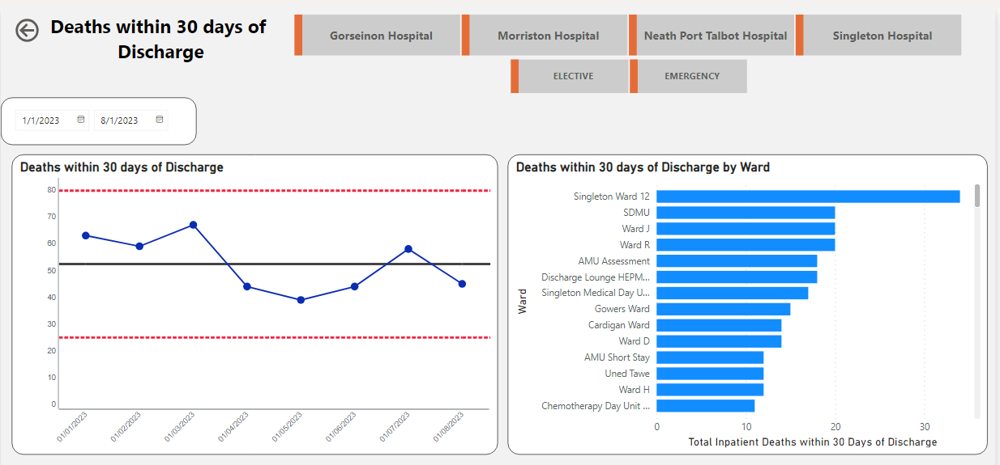 Deaths within 30 days of
Discharge
Gorseinon Hospital
Morriston Hospital
Neath Port Talbot Hospital
Singleton Hospital
ELECTIVE
EMERGENCY
1/1/2023
8/1/2023
Deaths within 30 days of Discharge
80
70
60
50
40
30
20
10
0
01/01/2023
01/02/2023
01/03/2023
01/04/2023
01/05/2023
01/06/2023
01/07/2023
01/08/2023
Deaths within 30 days of Discharge by Ward
Ward
Singleton Ward 12
SDMU
Ward J
Ward R
AMU Assessment
Discharge Lounge HEPM...
Singleton Medical Day U...
Gowers Ward
Cardigan Ward
Ward D
AMU Short Stay
Uned Tawe
Ward H
Chemotherapy Day Unit ...
0
10
20
30
Total Inpatient Deaths within 30 Days of Discharge